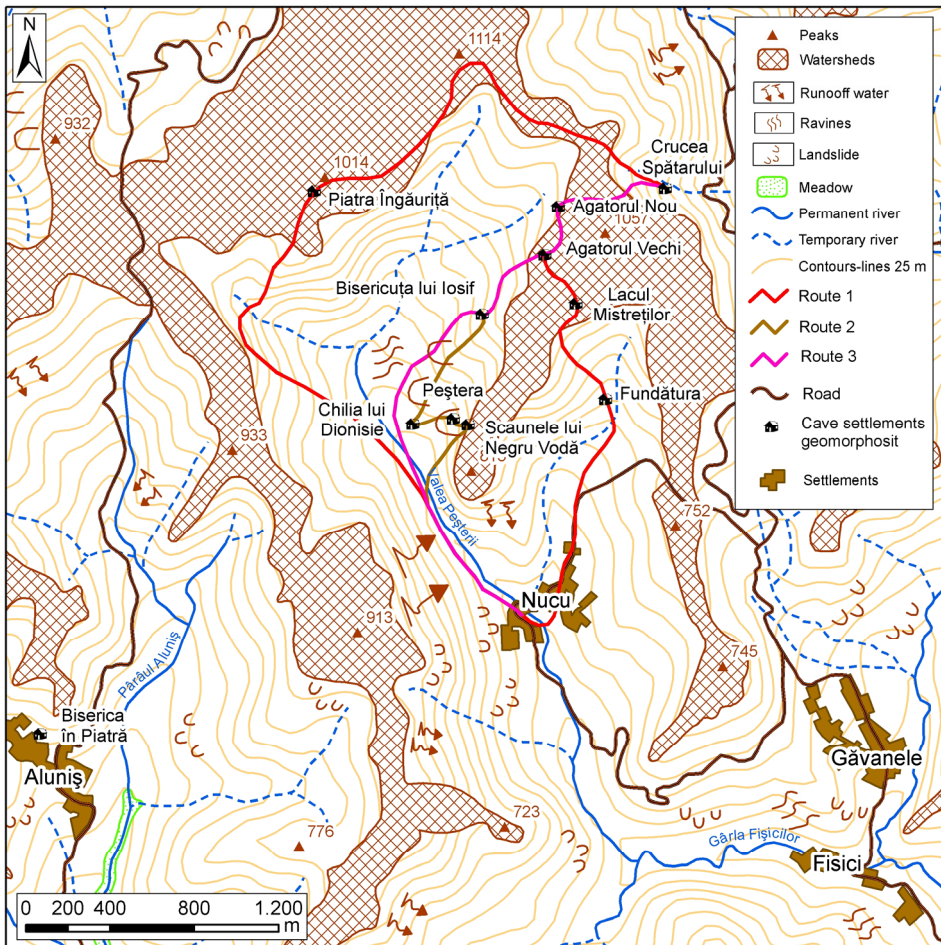 N
1114
932
1014
Piatra Îngăuriță
Crucea
Spătarului
Agatorul Nou
1057
Agatorul Vechi
Bisericuța lui Iosif
Lacul
Mistreților
Peștera
Fundătura
Chilia lui
Dionisie
Scaunele lui
Negru Vodă
933
Valea Peșterii
752
Nucu
913
745
Pârâul Aluniș
Biserica
în Piatră
Aluniș
Găvanele
723
776
Gârla Fișicilor
Fisici
0 200 400 800 1.200
m
Peaks
Watersheds
Runooff water
Ravines
Landslide
Meadow
Permanent river
Temporary river
Contours-lines 25 m
Route 1
Route 2
Route 3
Road
Cave settlements
geomorphosit
Settlements